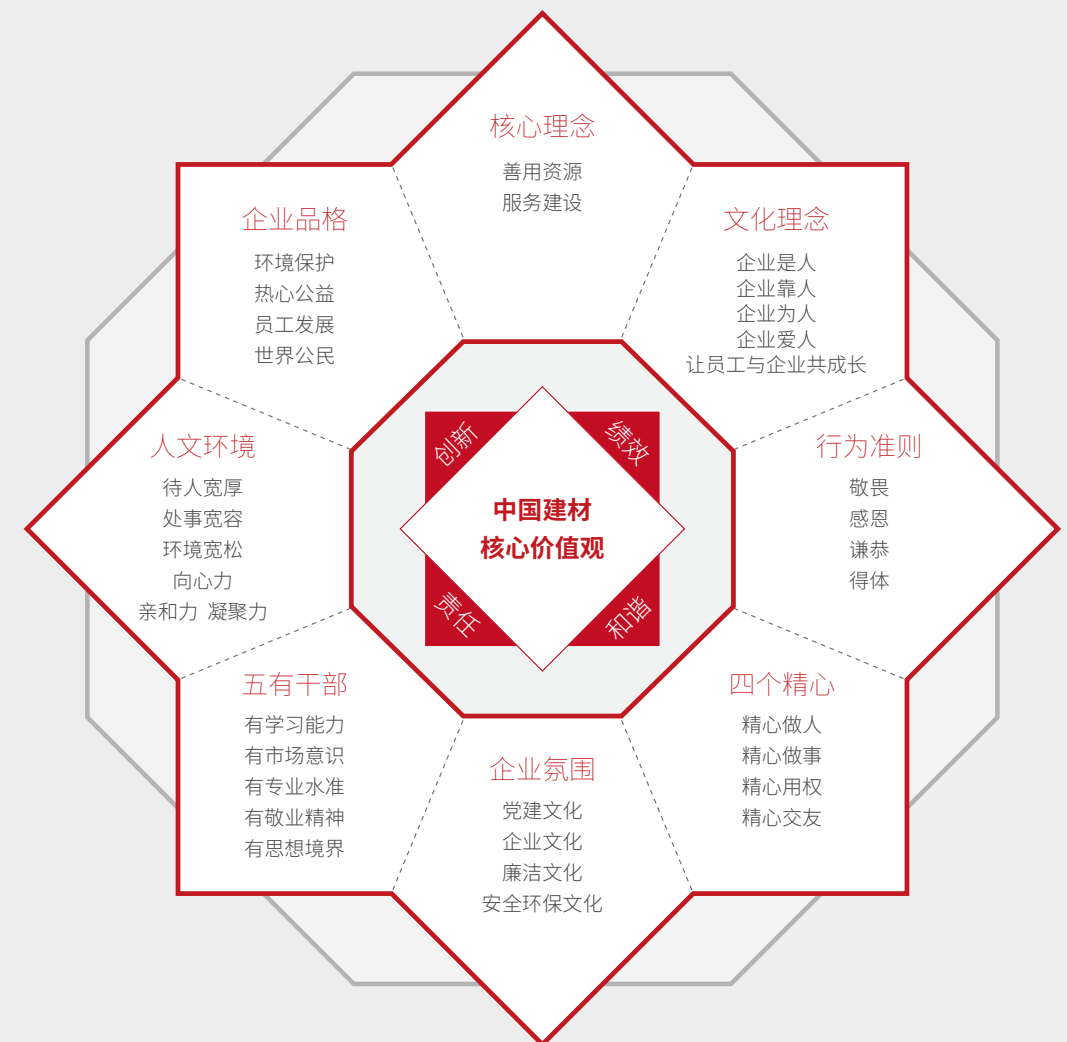 核心理念
善用资源
服务建设
企业品格
环境保护
热心公益
员工发展
世界公民
文化理念
企业是人
企业靠人
企业为人
企业爱人
让员工与企业共成长
人文环境
待人宽厚
处事宽容
环境宽松
向心力
亲和力 凝聚力
创新
绩效
中国建材
核心价值观
责任
和谐
行为准则
敬畏
感恩
谦恭
得体
五有干部
有学习能力
有市场意识
有专业水准
有敬业精神
有思想境界
企业氛围
党建文化
企业文化
廉洁文化
安全环保文化
四个精心
精心做人
精心做事
精心用权
精心交友